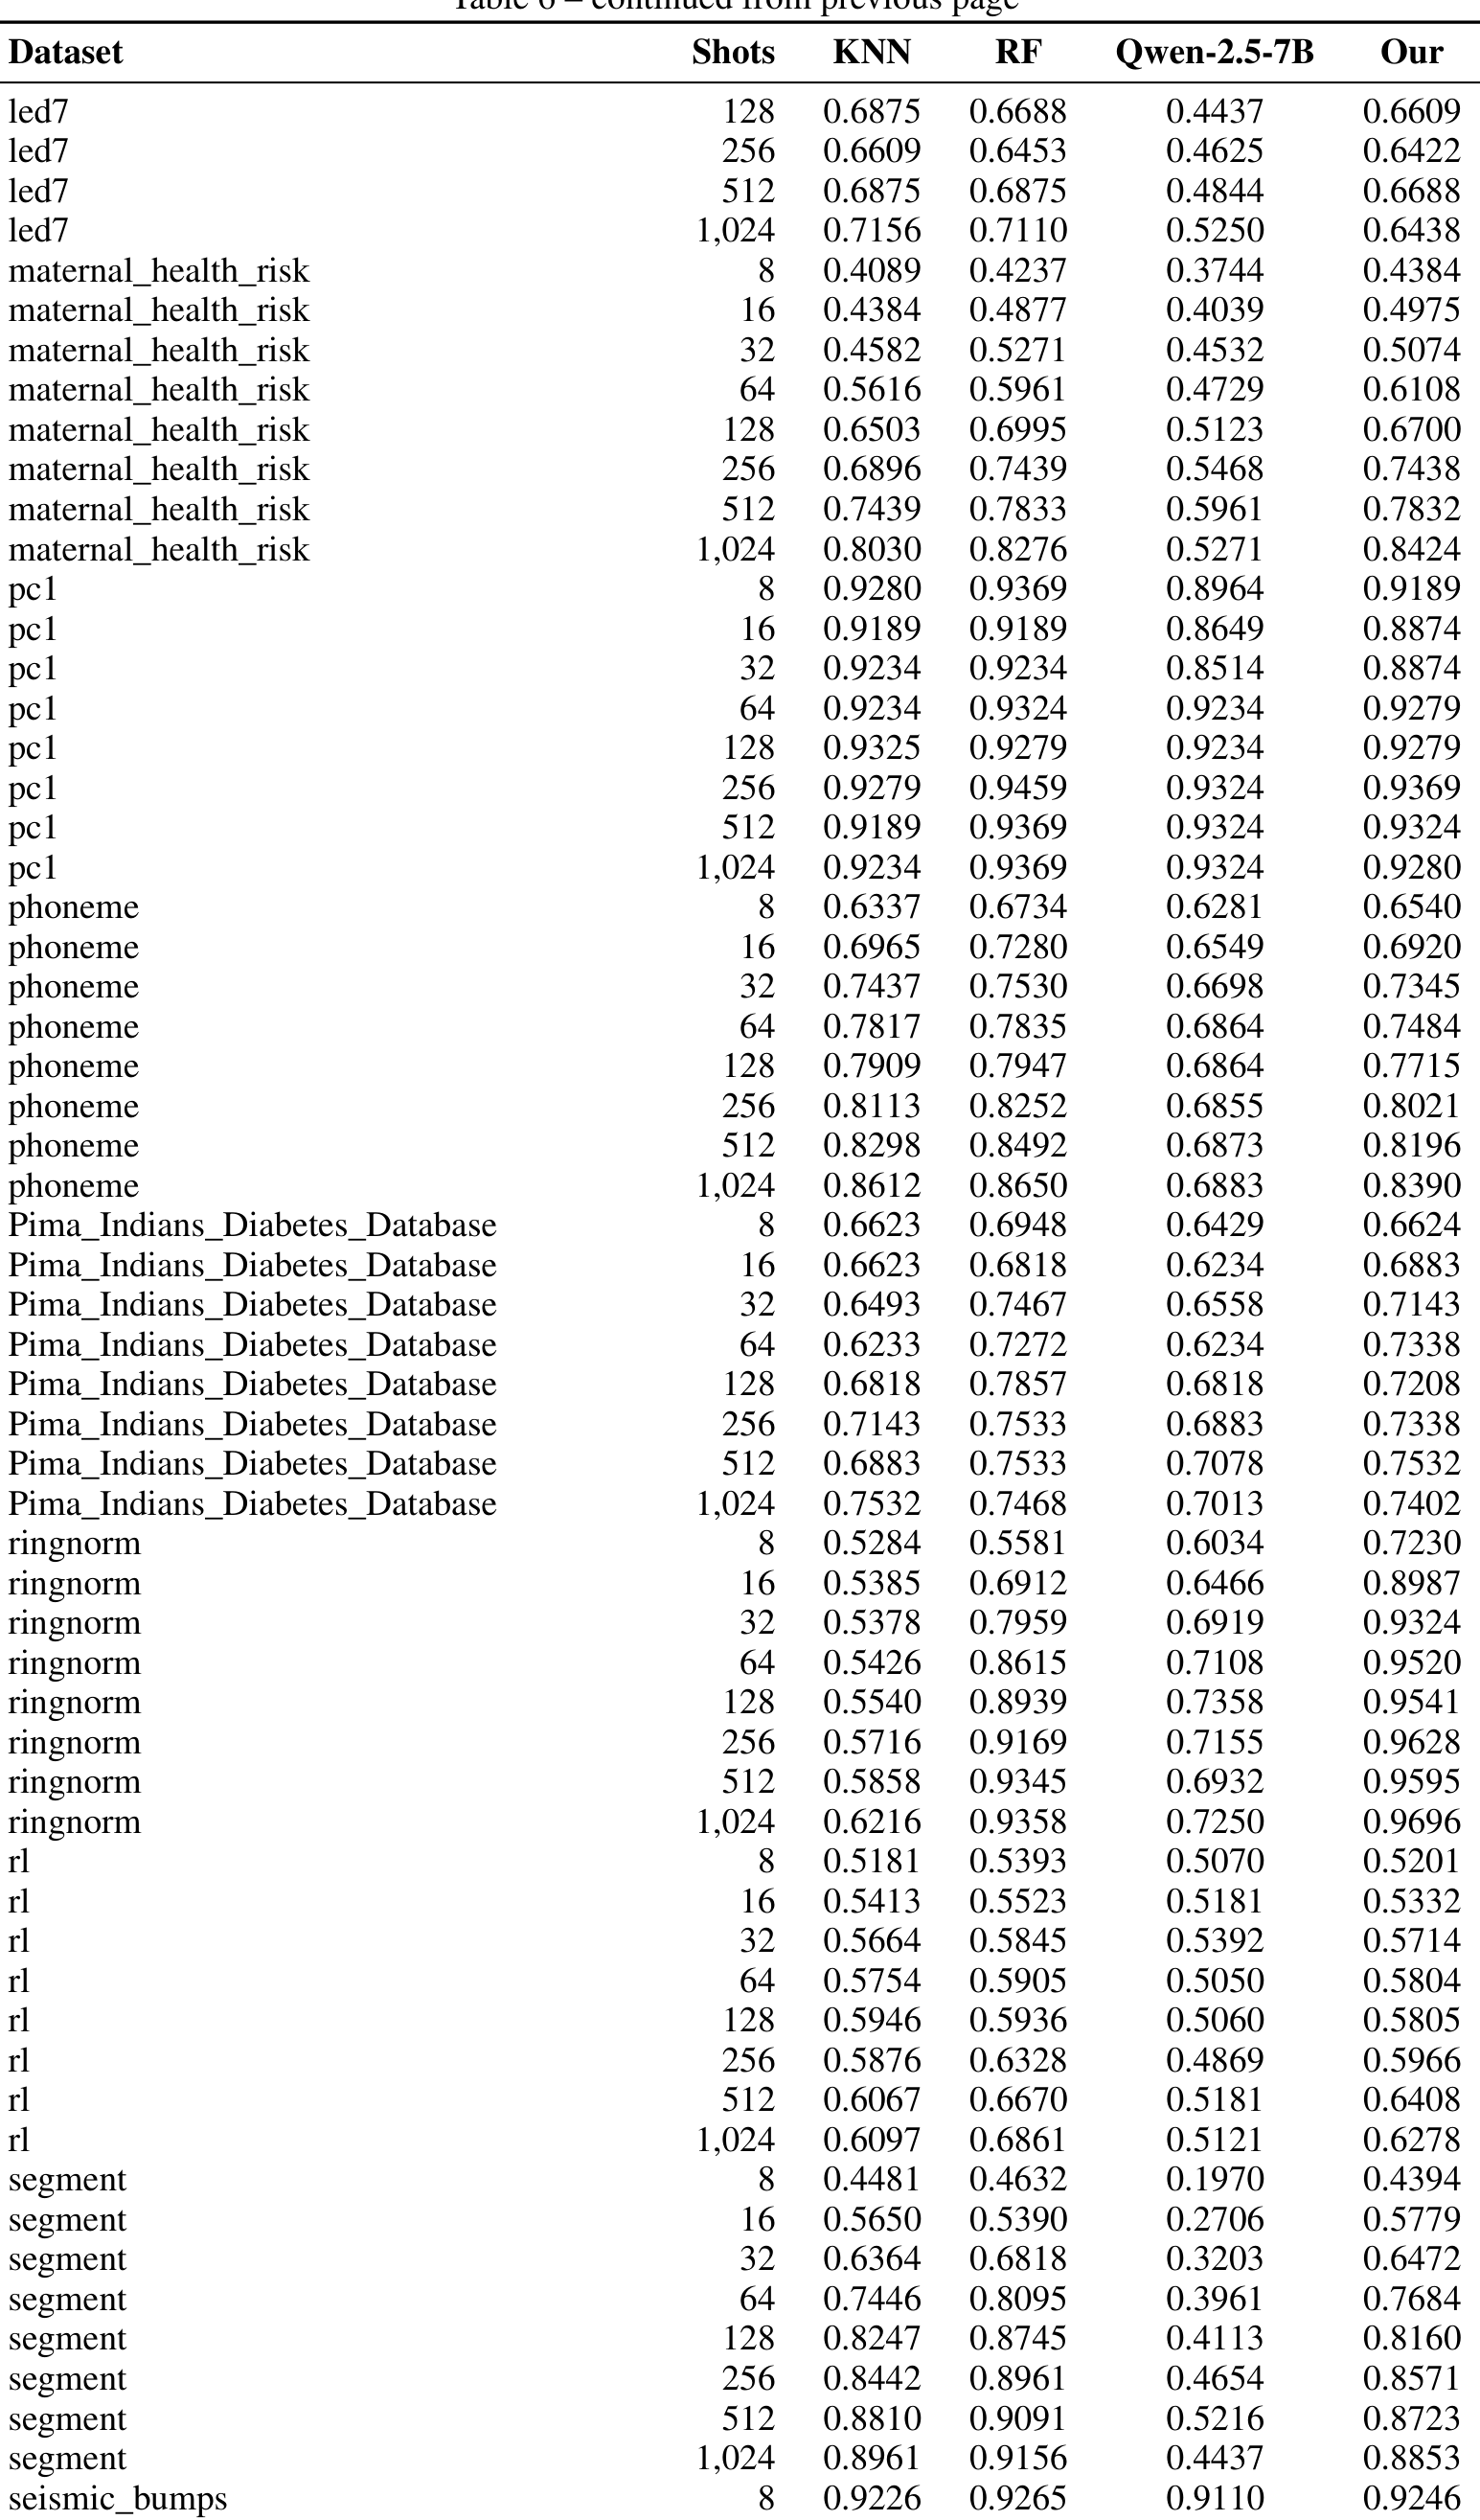 Table 6 – continued from previous page
Dataset Shots KNN RF Qwen-2.5-7B Our
led7 128 0.6875 0.6688 0.4437 0.6609
led7 256 0.6609 0.6453 0.4625 0.6422
led7 512 0.6875 0.6875 0.4844 0.6688
led7 1,024 0.7156 0.7110 0.5250 0.6438
maternal_health_risk 8 0.4089 0.4237 0.3744 0.4384
maternal_health_risk 16 0.4384 0.4877 0.4039 0.4975
maternal_health_risk 32 0.4582 0.5271 0.4532 0.5074
maternal_health_risk 64 0.5616 0.5961 0.4729 0.6108
maternal_health_risk 128 0.6503 0.6995 0.5123 0.6700
maternal_health_risk 256 0.6896 0.7439 0.5468 0.7438
maternal_health_risk 512 0.7439 0.7833 0.5961 0.7832
maternal_health_risk 1,024 0.8030 0.8276 0.5271 0.8424
pc1 8 0.9280 0.9369 0.8964 0.9189
pc1 16 0.9189 0.9189 0.8649 0.8874
pc1 32 0.9234 0.9234 0.8514 0.8874
pc1 64 0.9234 0.9324 0.9234 0.9279
pc1 128 0.9325 0.9279 0.9234 0.9279
pc1 256 0.9279 0.9459 0.9324 0.9369
pc1 512 0.9189 0.9369 0.9324 0.9324
pc1 1,024 0.9234 0.9369 0.9324 0.9280
phoneme 8 0.6337 0.6734 0.6281 0.6540
phoneme 16 0.6965 0.7280 0.6549 0.6920
phoneme 32 0.7437 0.7530 0.6698 0.7345
phoneme 64 0.7817 0.7835 0.6864 0.7484
phoneme 128 0.7909 0.7947 0.6864 0.7715
phoneme 256 0.8113 0.8252 0.6855 0.8021
phoneme 512 0.8298 0.8492 0.6873 0.8196
phoneme 1,024 0.8612 0.8650 0.6883 0.8390
Pima_Indians_Diabetes_Database 8 0.6623 0.6948 0.6429 0.6624
Pima_Indians_Diabetes_Database 16 0.6623 0.6818 0.6234 0.6883
Pima_Indians_Diabetes_Database 32 0.6493 0.7467 0.6558 0.7143
Pima_Indians_Diabetes_Database 64 0.6233 0.7272 0.6234 0.7338
Pima_Indians_Diabetes_Database 128 0.6818 0.7857 0.6818 0.7208
Pima_Indians_Diabetes_Database 256 0.7143 0.7533 0.6883 0.7338
Pima_Indians_Diabetes_Database 512 0.6883 0.7533 0.7078 0.7532
Pima_Indians_Diabetes_Database 1,024 0.7532 0.7468 0.7013 0.7402
ringnorm 8 0.5284 0.5581 0.6034 0.7230
ringnorm 16 0.5385 0.6912 0.6466 0.8987
ringnorm 32 0.5378 0.7959 0.6919 0.9324
ringnorm 64 0.5426 0.8615 0.7108 0.9520
ringnorm 128 0.5540 0.8939 0.7358 0.9541
ringnorm 256 0.5716 0.9169 0.7155 0.9628
ringnorm 512 0.5858 0.9345 0.6932 0.9595
ringnorm 1,024 0.6216 0.9358 0.7250 0.9696
rl 8 0.5181 0.5393 0.5070 0.5201
rl 16 0.5413 0.5523 0.5181 0.5332
rl 32 0.5664 0.5845 0.5392 0.5714
rl 64 0.5754 0.5905 0.5050 0.5804
rl 128 0.5946 0.5936 0.5060 0.5805
rl 256 0.5876 0.6328 0.4869 0.5966
rl 512 0.6067 0.6670 0.5181 0.6408
rl 1,024 0.6097 0.6861 0.5121 0.6278
segment 8 0.4481 0.4632 0.1970 0.4394
segment 16 0.5650 0.5390 0.2706 0.5779
segment 32 0.6364 0.6818 0.3203 0.6472
segment 64 0.7446 0.8095 0.3961 0.7684
segment 128 0.8247 0.8745 0.4113 0.8160
segment 256 0.8442 0.8961 0.4654 0.8571
segment 512 0.8810 0.9091 0.5216 0.8723
segment 1,024 0.8961 0.9156 0.4437 0.8853
seismic_bumps 8 0.9226 0.9265 0.9110 0.9246